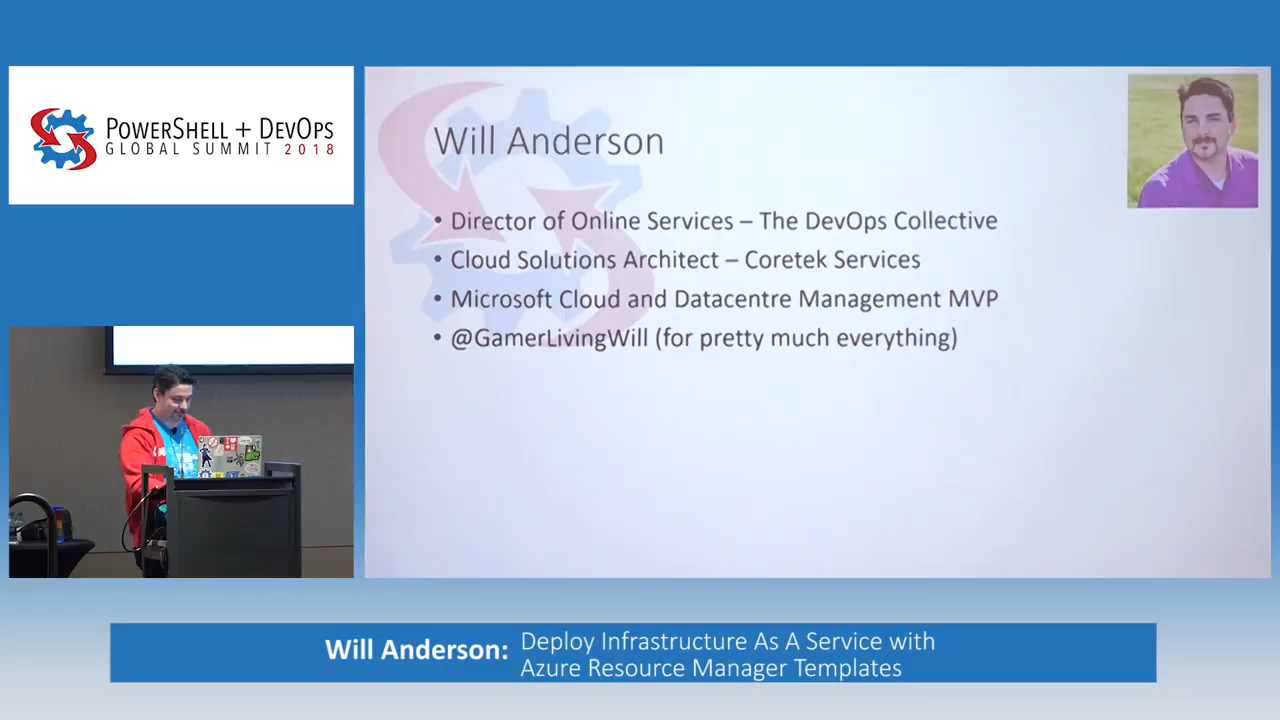 POWERSHELL + DEVOPS
GLOBAL SUMMIT 2018
Will Anderson
• Director of Online Services – The DevOps Collective
• Cloud Solutions Architect – Coretek Services
• Microsoft Cloud and Datacentre Management MVP
• @GamerLivingWill (for pretty much everything)
Will Anderson: Deploy Infrastructure As A Service with
Azure Resource Manager Templates